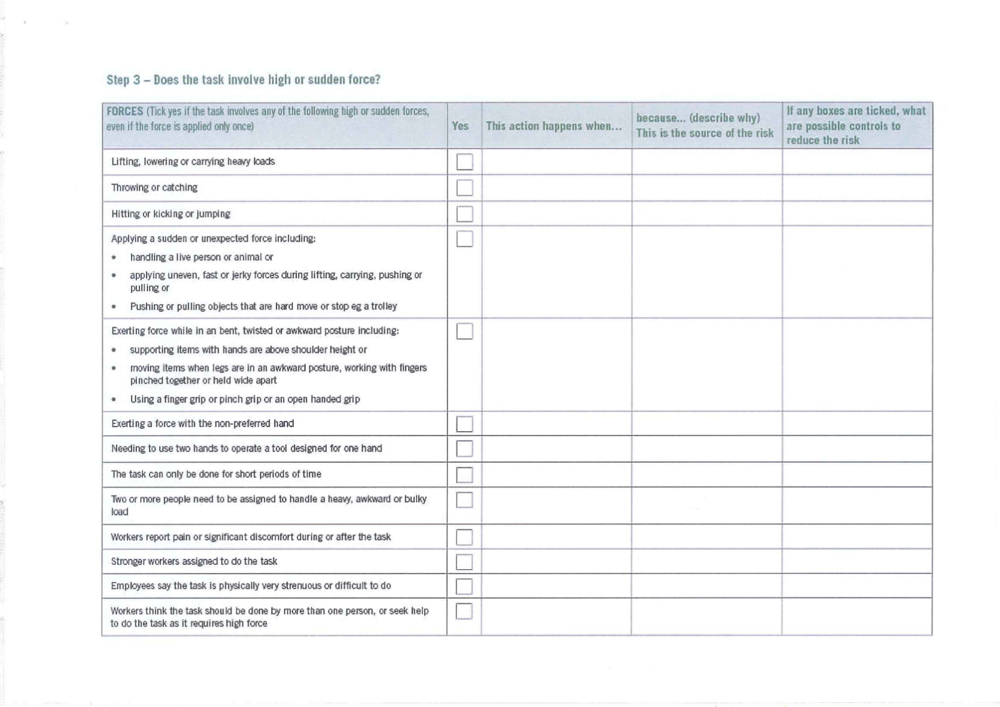 Step 3 – Does the task involve high or sudden force?
FORCES (Tick yes if the task involves any of the following high or sudden forces,
even if the force is applied only once)
Yes
This action happens when...
because... (describe why)
This is the source of the risk
If any boxes are ticked, what
are possible controls to
reduce the risk
Lifting, lowering or carrying heavy loads
Throwing or catching
Hitting or kicking or jumping
Applying a sudden or unexpected force including:
• handling a live person or animal or
• applying uneven, fast or jerky forces during lifting, carrying, pushing or
pulling or
• Pushing or pulling objects that are hard move or stop eg a trolley
Exerting force while in an bent, twisted or awkward posture including:
• supporting items with hands are above shoulder height or
• moving items when legs are in an awkward posture, working with fingers
pinched together or held wide apart
• Using a finger grip or pinch grip or an open handed grip
Exerting a force with the non-preferred hand
Needing to use two hands to operate a tool designed for one hand
The task can only be done for short periods of time
Two or more people need to be assigned to handle a heavy, awkward or bulky
load
Workers report pain or significant discomfort during or after the task
Stronger workers assigned to do the task
Employees say the task is physically very strenuous or difficult to do
Workers think the task should be done by more than one person, or seek help
to do the task as it requires high force